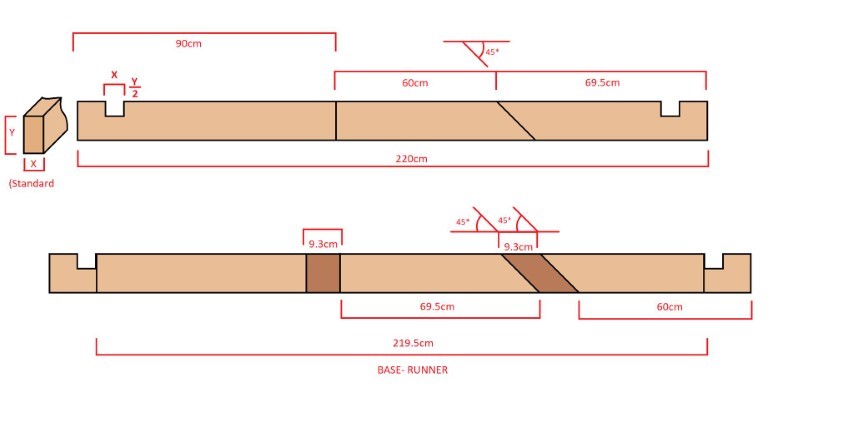 90cm
45°
X
Y
2
60cm
69.5cm
Y
X
220cm
(Standard
45°
45°
9.3cm
9.3cm
69.5cm
60cm
219.5cm
BASE- RUNNER